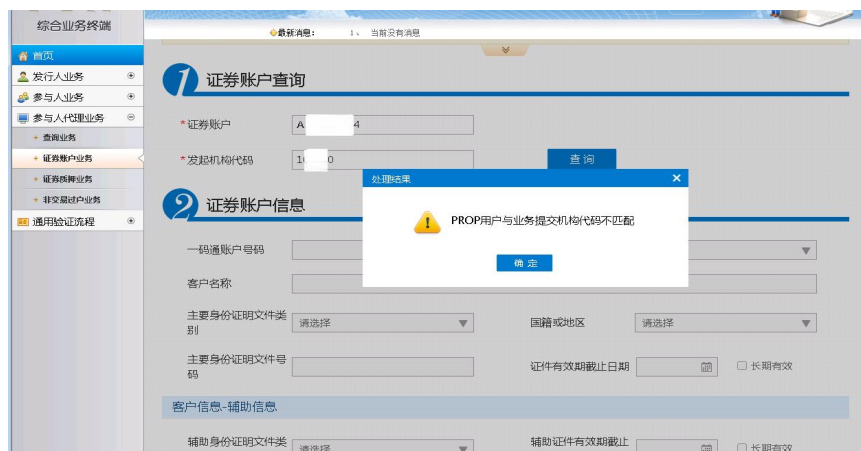 综合业务终端
最新消息： 1、 当前没有消息
首页
发行人业务
参与人业务
参与人代理业务
查询业务
证券账户业务
证券质押业务
非交易过户业务
通用验证流程
1 证券账户查询
*证券账户 A 4
*发起机构代码 10 0
查询
处理结果 ×
PROP用户与业务提交机构代码不匹配
确定
2 证券账户信息
一码通账户号码
客户名称
主要身份证明文件类
别
请选择
国籍或地区 请选择
主要身份证明文件号
码
证件有效期截止日期 长期有效
客户信息-辅助信息
辅助身份证明文件类 请选择
辅助证件有效期截止 长期有效